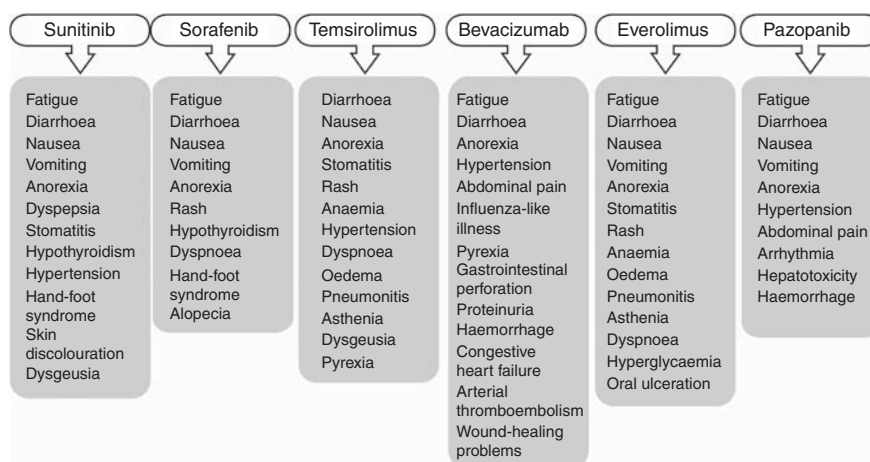 Sunitinib
Sorafenib
Temsirolimus
Bevacizumab
Everolimus
Pazopanib
Fatigue
Diarrhoea
Nausea
Vomiting
Anorexia
Dyspepsia
Stomatitis
Hypothyroidism
Hypertension
Hand-foot
syndrome
Skin
discolouration
Dysgeusia
Fatigue
Diarrhoea
Nausea
Vomiting
Anorexia
Rash
Hypothyroidism
Dyspnoea
Hand-foot
syndrome
Alopecia
Diarrhoea
Nausea
Anorexia
Stomatitis
Rash
Anaemia
Hypertension
Dyspnoea
Oedema
Pneumonitis
Asthenia
Dysgeusia
Pyrexia
Fatigue
Diarrhoea
Anorexia
Hypertension
Abdominal pain
Influenza-like
illness
Pyrexia
Gastrointestinal
perforation
Proteinuria
Haemorrhage
Congestive
heart failure
Arterial
thromboembolism
Wound-healing
problems
Fatigue
Diarrhoea
Nausea
Vomiting
Anorexia
Stomatitis
Rash
Anaemia
Oedema
Pneumonitis
Asthenia
Dyspnoea
Hyperglycaemia
Oral ulceration
Fatigue
Diarrhoea
Nausea
Vomiting
Anorexia
Hypertension
Abdominal pain
Arrhythmia
Hepatotoxicity
Haemorrhage